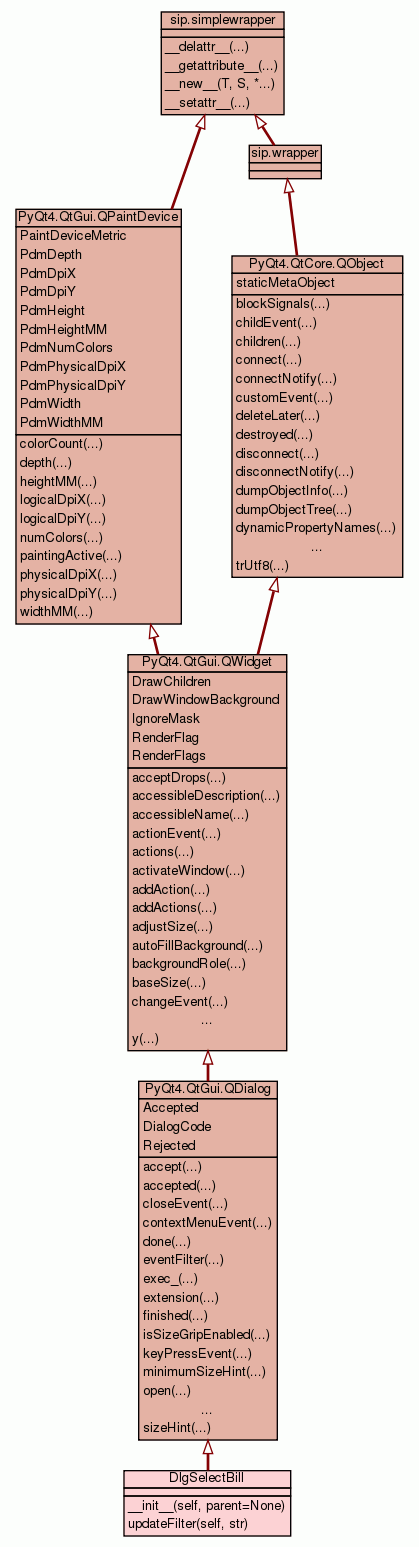 sip.simplewrapper
__delattr__(...)
__getattribute__(...)
__new__(T, S, *...)
__setattr__(...)
sip.wrapper
PyQt4.QtGui.QPaintDevice
PaintDeviceMetric
PdmDepth
PdmDpiX
PdmDpiY
PdmHeight
PdmHeightMM
PdmNumColors
PdmPhysicalDpiX
PdmPhysicalDpiY
PdmWidth
PdmWidthMM
colorCount(...)
depth(...)
heightMM(...)
logicalDpiX(...)
logicalDpiY(...)
numColors(...)
paintingActive(...)
physicalDpiX(...)
physicalDpiY(...)
widthMM(...)
PyQt4.QtCore.QObject
staticMetaObject
blockSignals(...)
childEvent(...)
children(...)
connect(...)
connectNotify(...)
customEvent(...)
deleteLater(...)
destroyed(...)
disconnect(...)
disconnectNotify(...)
dumpObjectInfo(...)
dumpObjectTree(...)
dynamicPropertyNames(...)
...
trUtf8(...)
PyQt4.QtGui.QWidget
DrawChildren
DrawWindowBackground
IgnoreMask
RenderFlag
RenderFlags
acceptDrops(...)
accessibleDescription(...)
accessibleName(...)
actionEvent(...)
actions(...)
activateWindow(...)
addAction(...)
addActions(...)
adjustSize(...)
autoFillBackground(...)
backgroundRole(...)
baseSize(...)
changeEvent(...)
...
y(...)
PyQt4.QtGui.QDialog
Accepted
DialogCode
Rejected
accept(...)
accepted(...)
closeEvent(...)
contextMenuEvent(...)
done(...)
eventFilter(...)
exec_(...)
extension(...)
finished(...)
isSizeGripEnabled(...)
keyPressEvent(...)
minimumSizeHint(...)
open(...)
...
sizeHint(...)
DlgSelectBill
__init__(self, parent=None)
updateFilter(self, str)